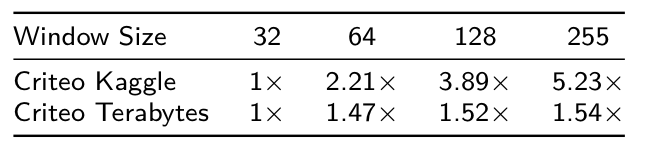 Window Size 32 64 128 255
Criteo Kaggle 1× 2.21× 3.89× 5.23×
Criteo Terabytes 1× 1.47× 1.52× 1.54×